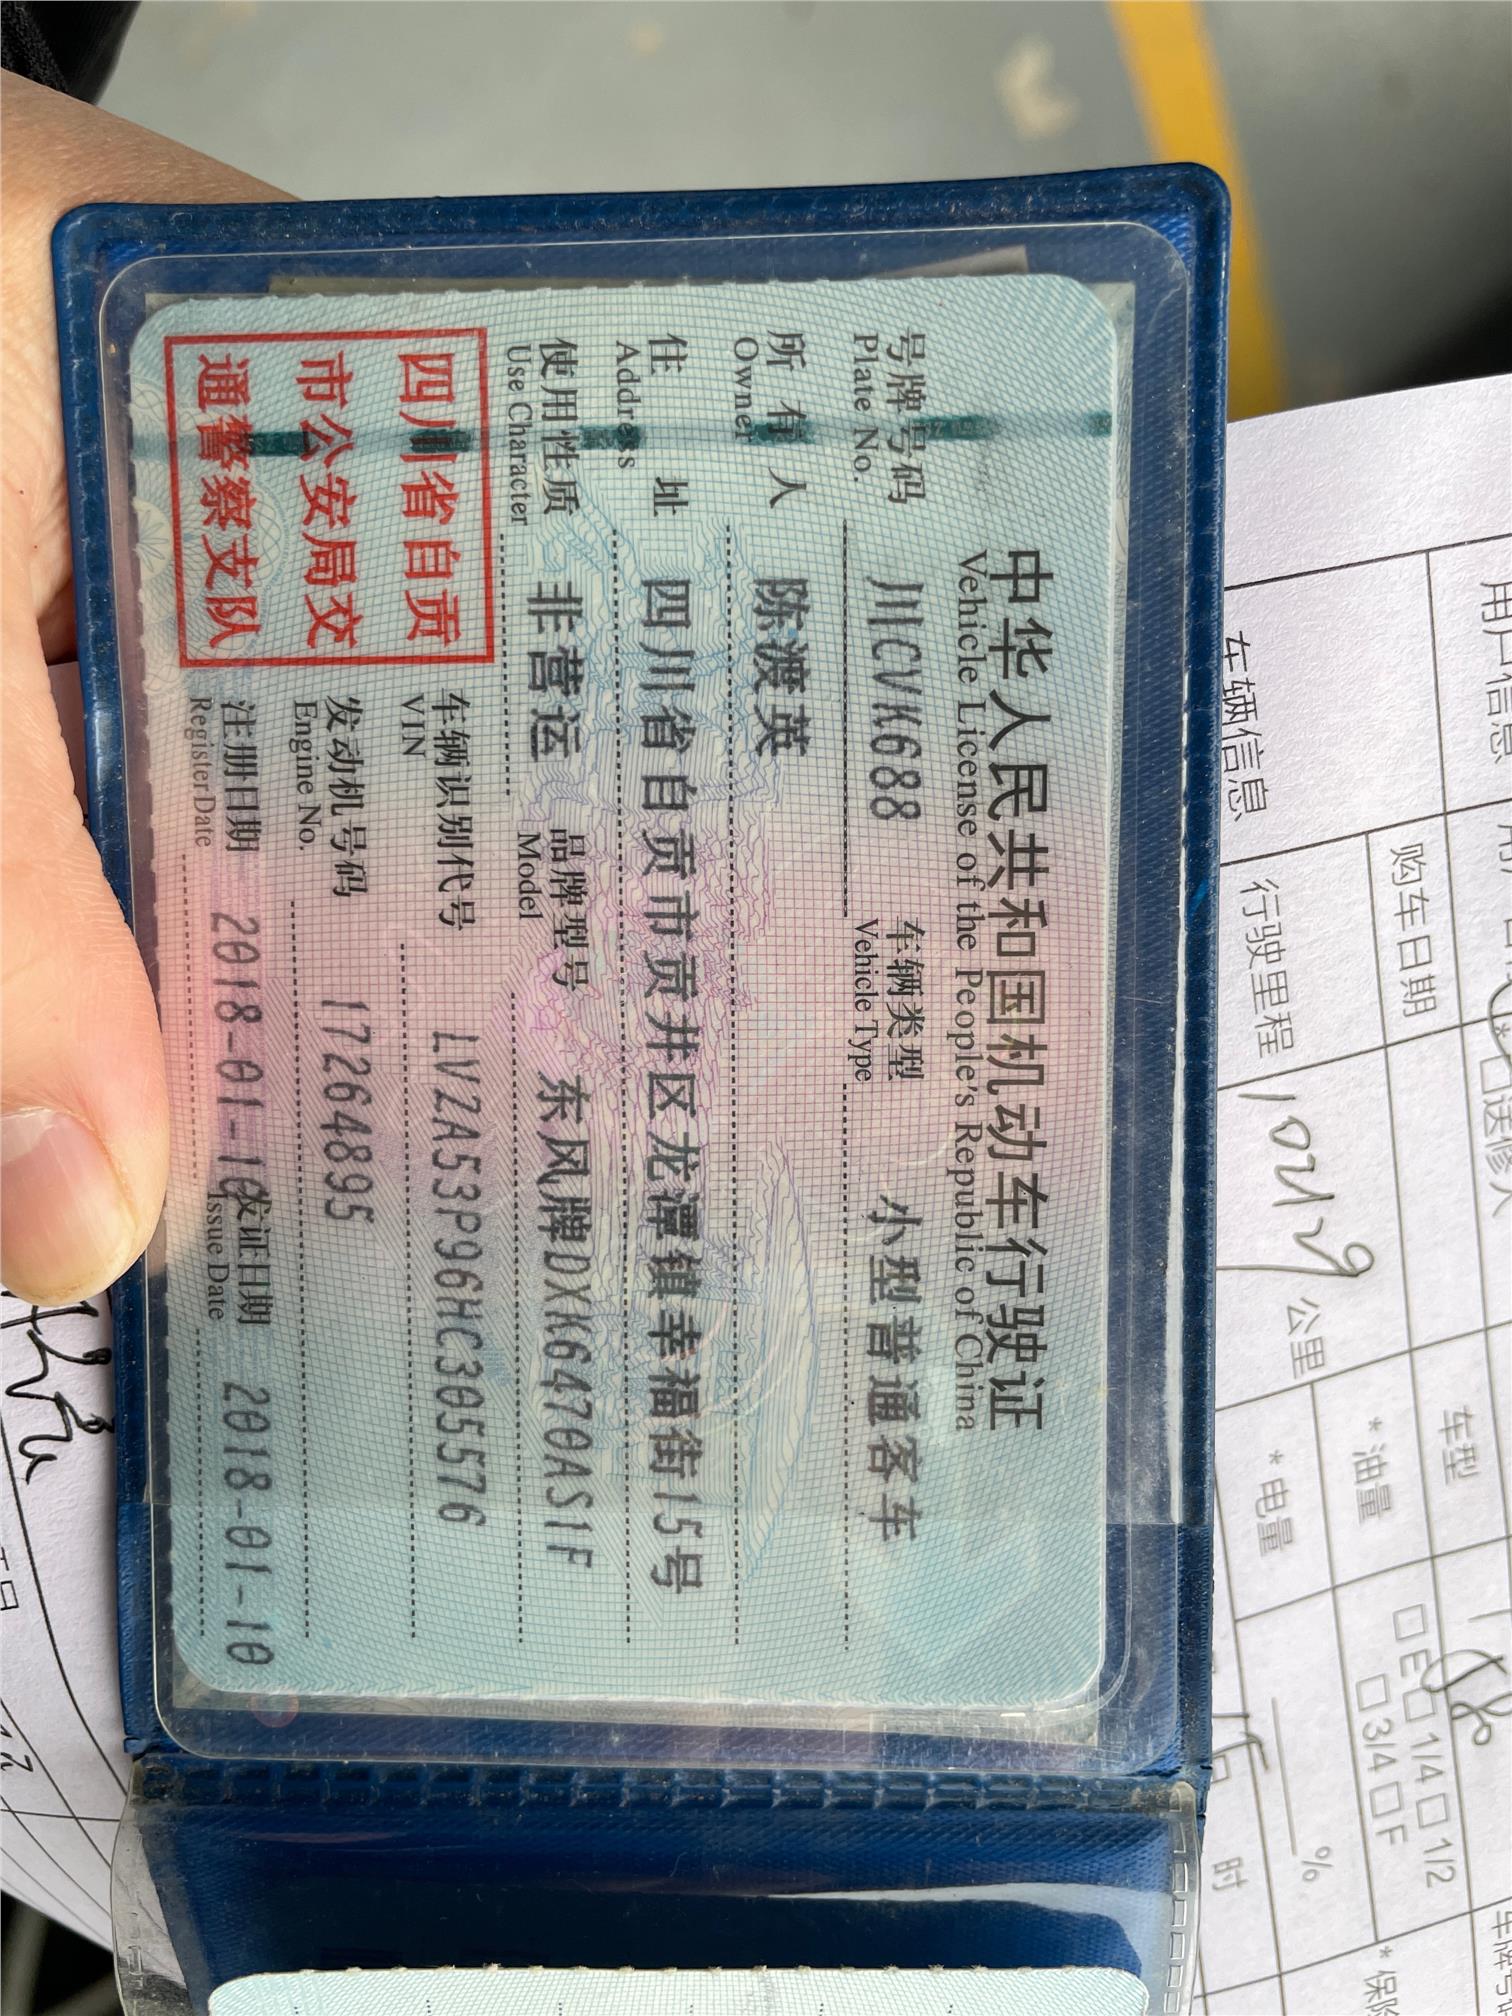 中华人民共和国机动车行驶证
Vehicle License of the People's Republic of China
号牌号码 川CVK688 车辆类型 小型普通客车
Plate No. Vehicle Type
所有人 陈渡英
Owner
住址 四川省自贡市贡井区龙潭镇幸福街15号
Address
使用性质 非营运 品牌型号 东风牌DXK6470AS1F
Use Character Model
四川省自贡
市公安局交
通警察支队
车辆识别代号 LVZA53P96HC305576
VIN
发动机号码 17264895
Engine No.
注册日期 2018-01-10 发证日期 2018-01-10
Register Date Issue Date
用户信息
送修人
车辆信息
购车日期
车型
行驶里程
公里
*油量
□E□1/4□1/2
□3/4□F
*电量
%
时